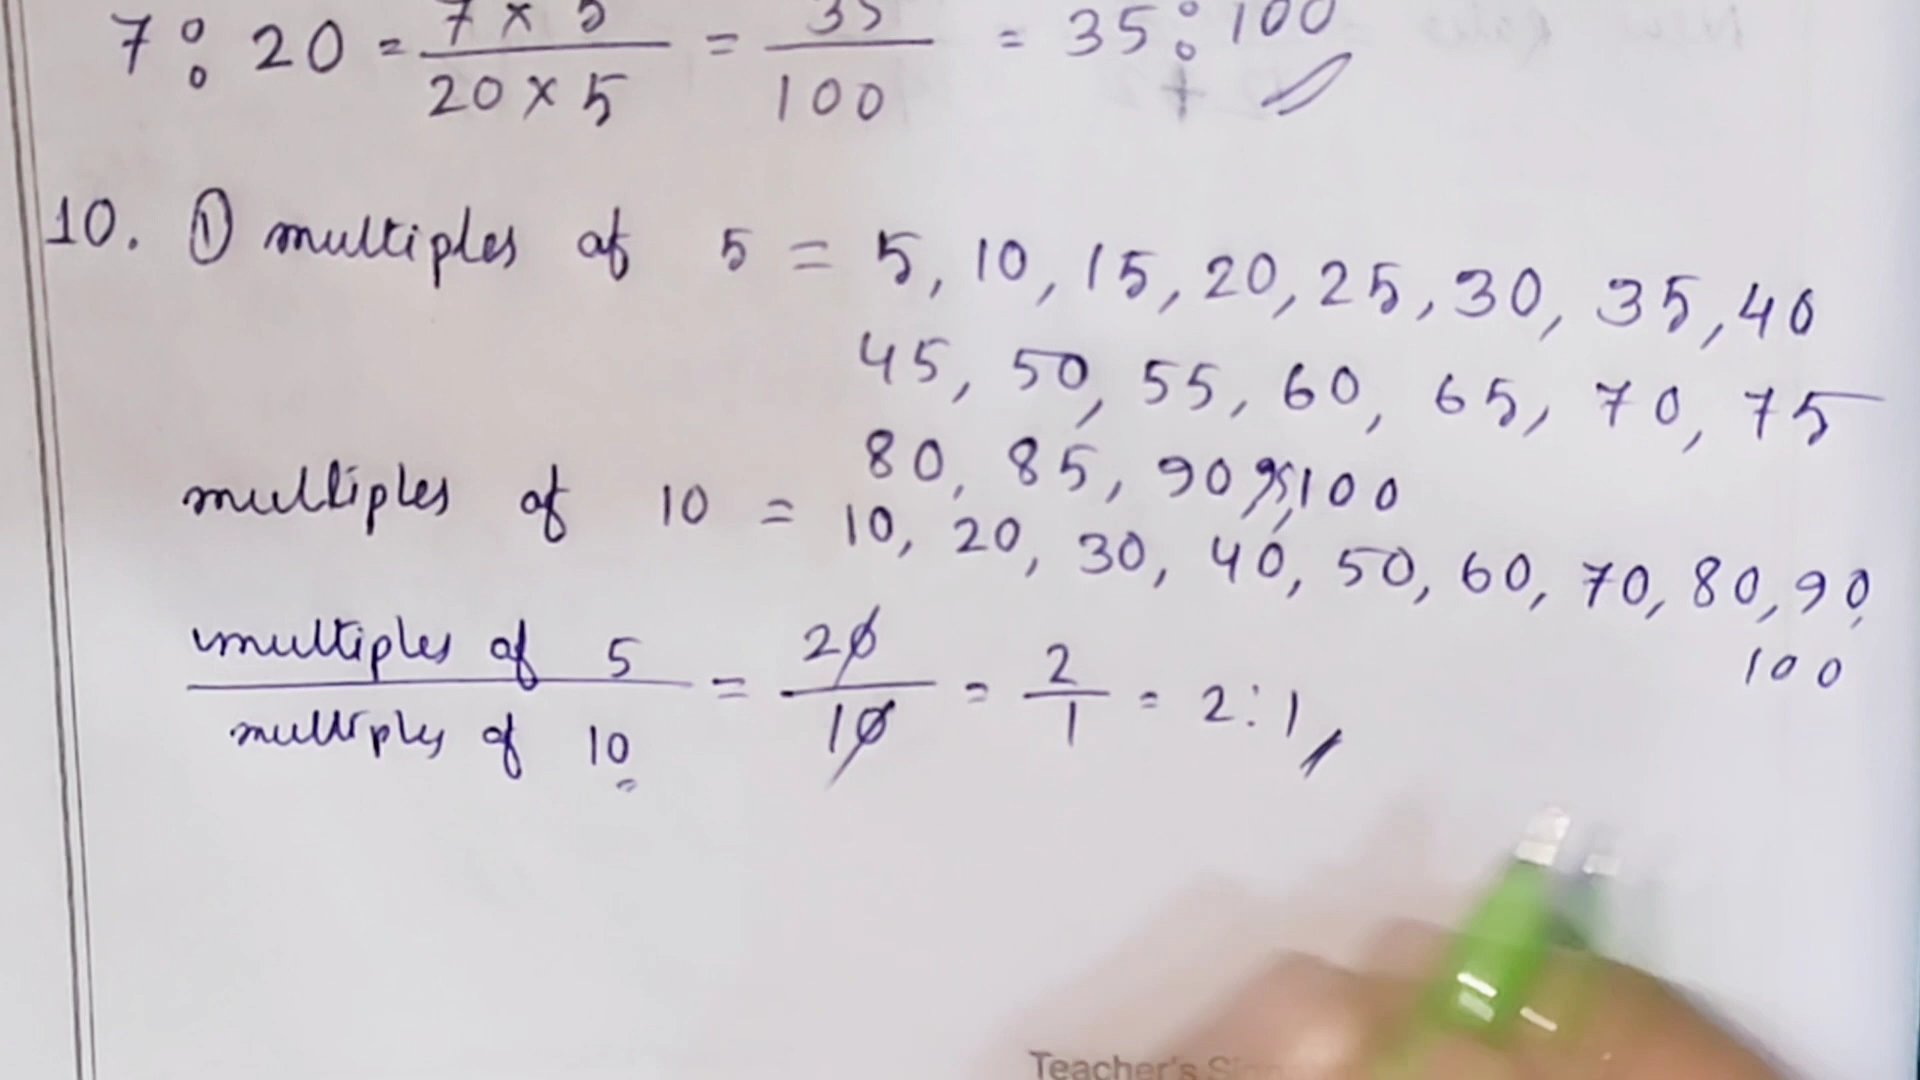 7 : 20 = 7 × 5 / 20 × 5 = 35 / 100 = 35 : 100
10. ① multiples of 5 = 5, 10, 15, 20, 25, 30, 35, 40
45, 50, 55, 60, 65, 70, 75
80, 85, 90, 95, 100
multiples of 10 = 10, 20, 30, 40, 50, 60, 70, 80, 90,
100
multiples of 5 / multiples of 10 = 20 / 10 = 2 / 1 = 2 : 1
Teacher's